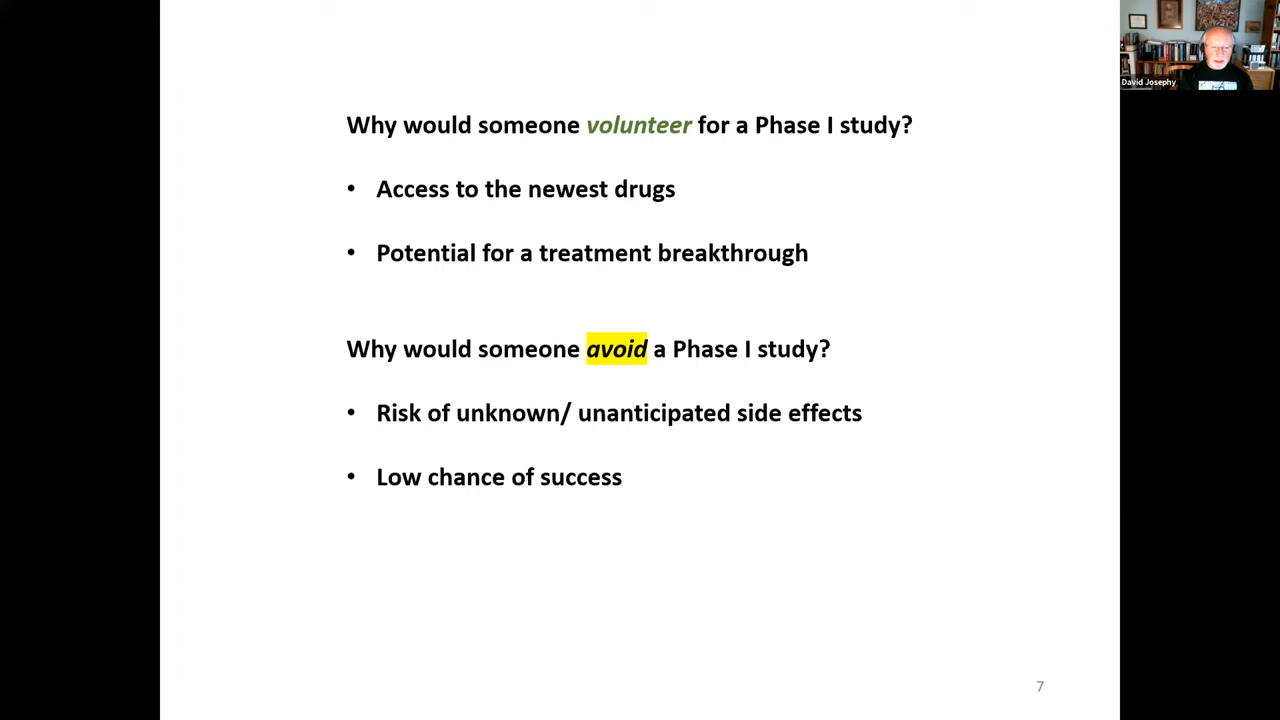 Why would someone volunteer for a Phase I study?
• Access to the newest drugs
• Potential for a treatment breakthrough
Why would someone avoid a Phase I study?
• Risk of unknown/ unanticipated side effects
• Low chance of success
7
David Josephy